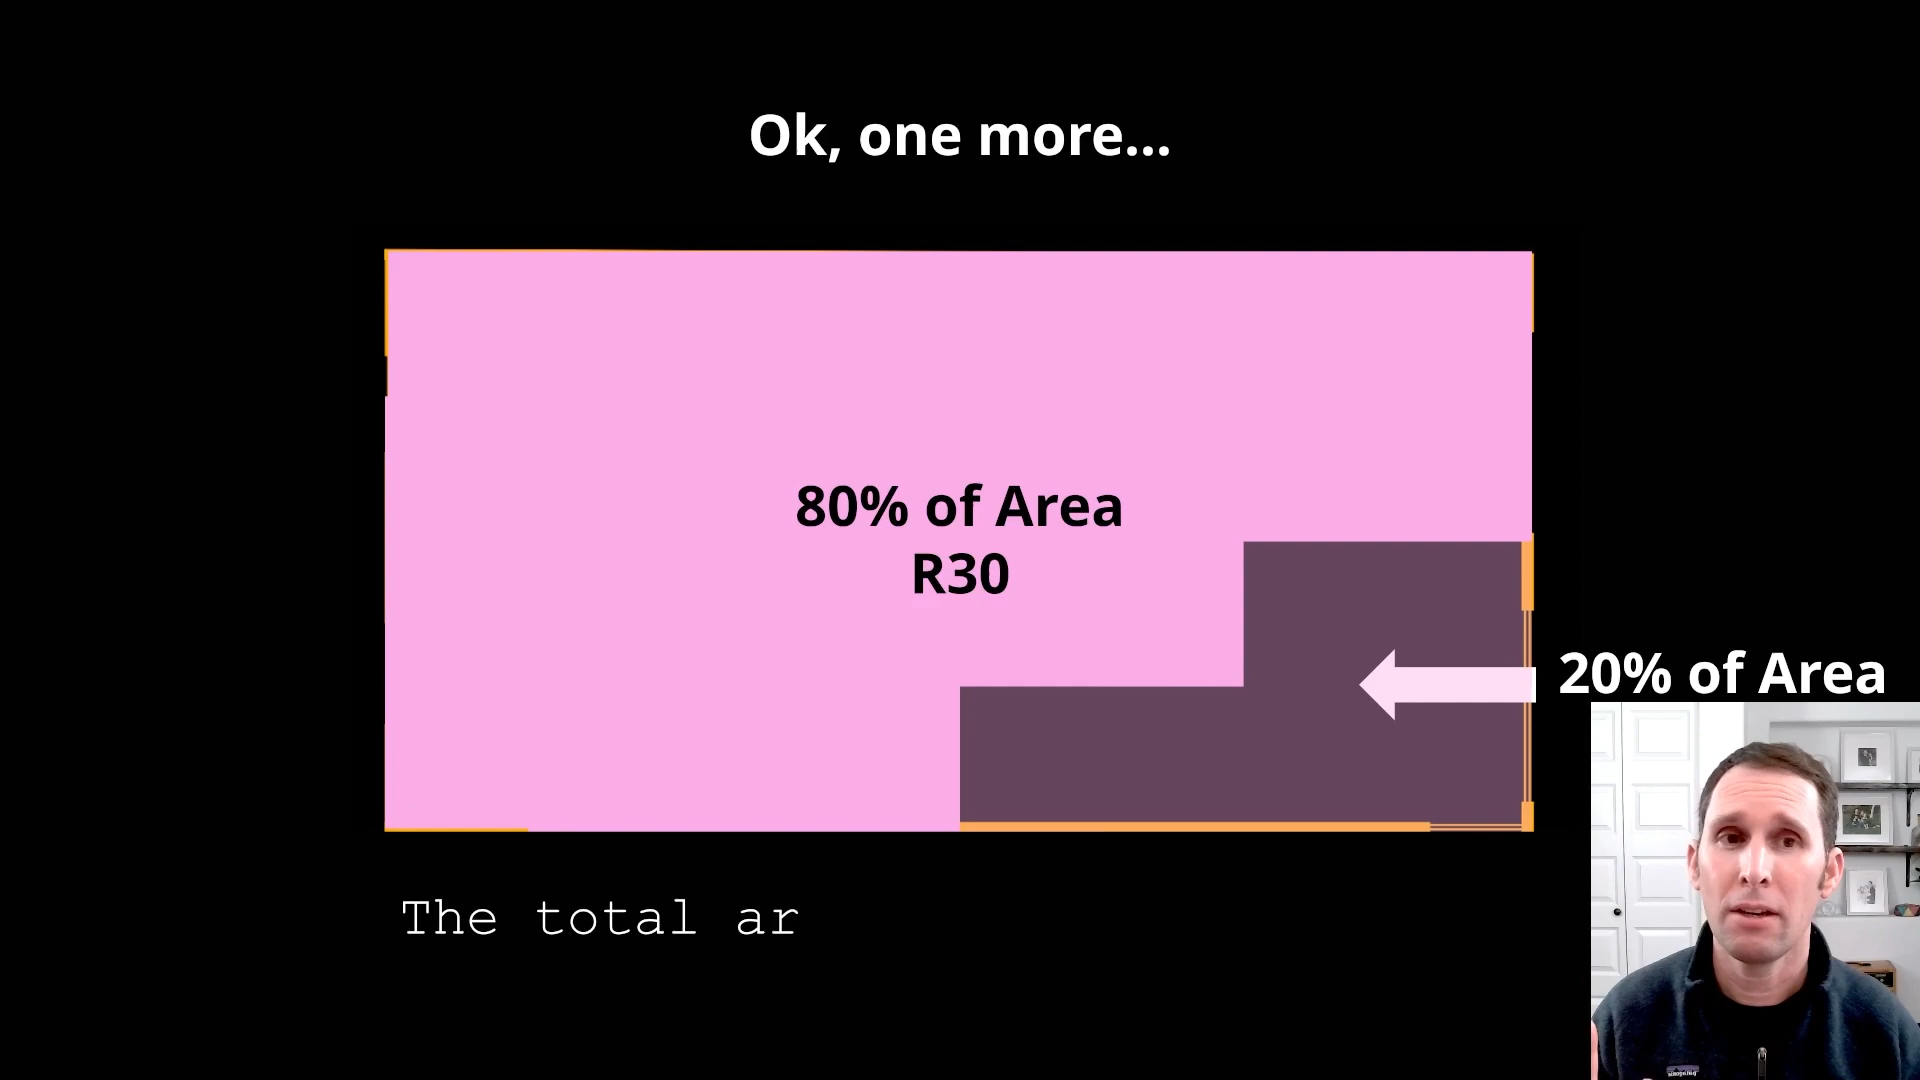 Ok, one more...
80% of Area
R30
20% of Area
The total ar